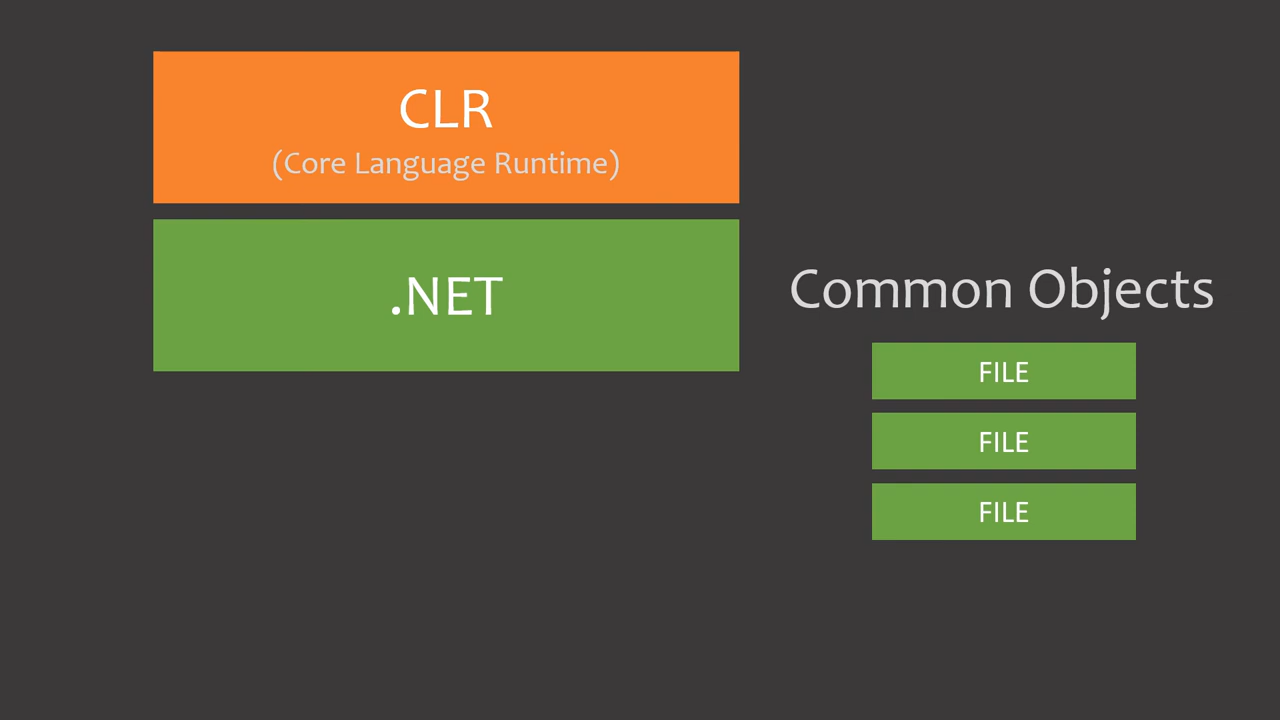 CLR
(Core Language Runtime)
.NET
Common Objects
FILE
FILE
FILE